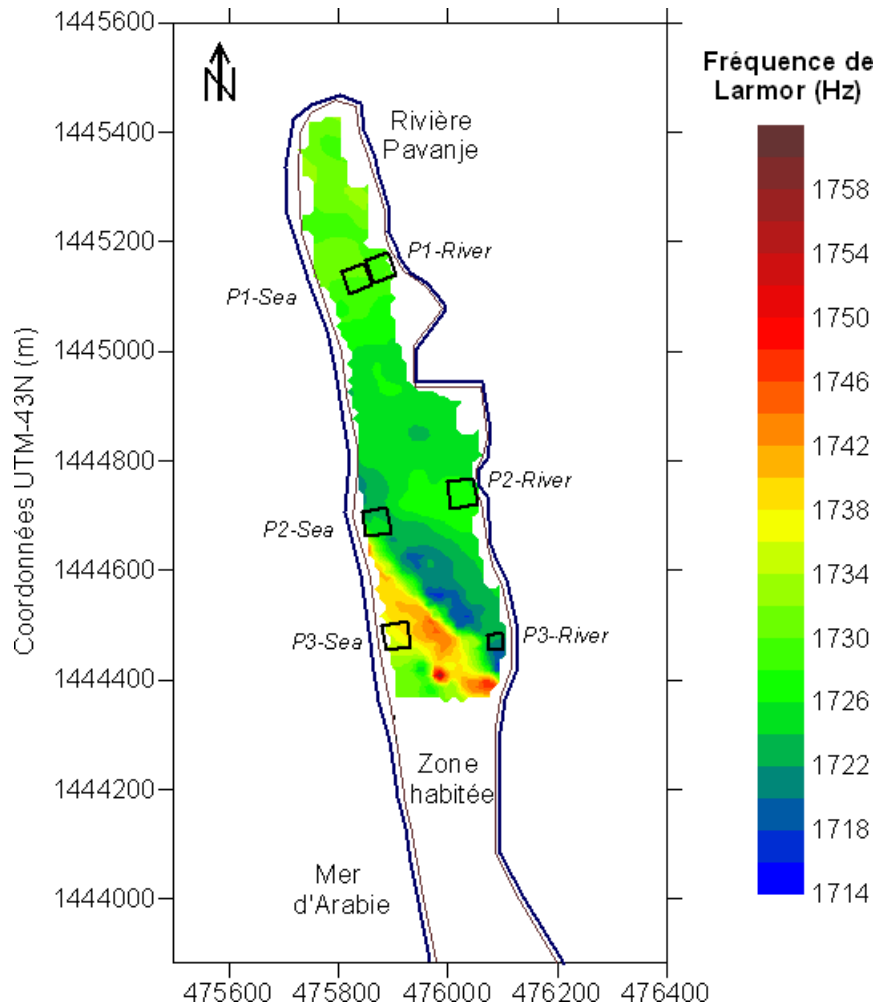 1445600
1445400
1445200
1445000
1444800
1444600
1444400
1444200
1444000
Coordonnées UTM-43N (m)
N
Rivière
Pavanje
P1-River
P1-Sea
P2-River
P2-Sea
P3-Sea
P3-River
Zone
habitée
Mer
d'Arabie
475600
475800
476000
476200
476400
Fréquence de
Larmor (Hz)
1758
1754
1750
1746
1742
1738
1734
1730
1726
1722
1718
1714